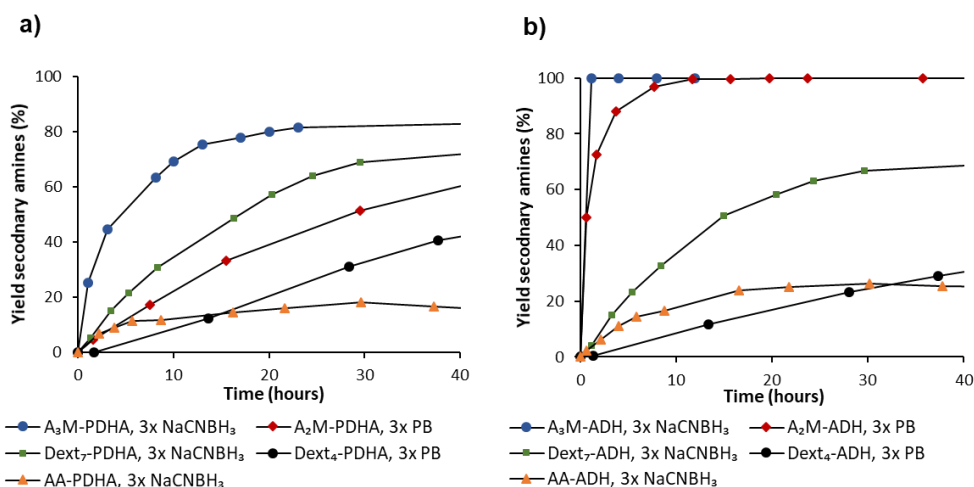 a)
b)
Yield secodnary amines (%)
100
80
60
40
20
0
0 10 20 30 40
Time (hours)
A₃M-PDHA, 3x NaCNBH₃ A₂M-PDHA, 3x PB
Dext₇-PDHA, 3x NaCNBH₃ Dext₄-PDHA, 3x PB
AA-PDHA, 3x NaCNBH₃
Yield secodnary amines (%)
100
80
60
40
20
0
0 10 20 30 40
Time (hours)
A₃M-ADH, 3x NaCNBH₃ A₂M-ADH, 3x PB
Dext₇-ADH, 3x NaCNBH₃ Dext₄-ADH, 3x PB
AA-ADH, 3x NaCNBH₃